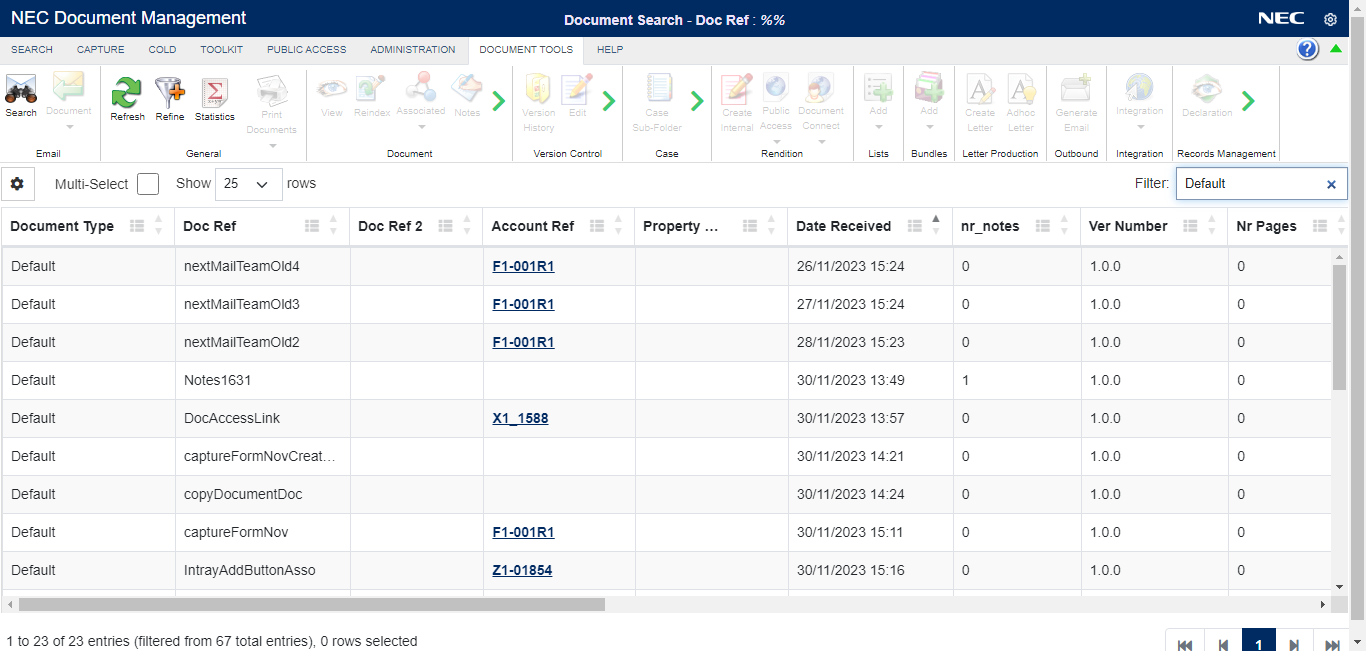 NEC Document Management
Document Search - Doc Ref : %%
NEC
SEARCH CAPTURE COLD TOOLKIT PUBLIC ACCESS ADMINISTRATION DOCUMENT TOOLS HELP
?
Search Document Refresh Refine Statistics Print Documents View Reindex Associated Notes Version History Edit Case Sub-Folder Create Internal Public Access Document Connect Add Add Create Letter Adhoc Letter Generate Email Integration Declaration
Email General Document Version Control Case Rendition Lists Bundles Letter Production Outbound Integration Records Management
Multi-Select Show 25 rows Filter: Default ×
Document Type Doc Ref Doc Ref 2 Account Ref Property ... Date Received nr_notes Ver Number Nr Pages
Default nextMailTeamOld4 F1-001R1 26/11/2023 15:24 0 1.0.0 0
Default nextMailTeamOld3 F1-001R1 27/11/2023 15:24 0 1.0.0 0
Default nextMailTeamOld2 F1-001R1 28/11/2023 15:23 0 1.0.0 0
Default Notes1631 30/11/2023 13:49 1 1.0.0 0
Default DocAccessLink X1_1588 30/11/2023 13:57 0 1.0.0 0
Default captureFormNovCreat... 30/11/2023 14:21 0 1.0.0 0
Default copyDocumentDoc 30/11/2023 14:24 0 1.0.0 0
Default captureFormNov F1-001R1 30/11/2023 15:11 0 1.0.0 0
Default IntrayAddButtonAsso Z1-01854 30/11/2023 15:16 0 1.0.0 0
1 to 23 of 23 entries (filtered from 67 total entries), 0 rows selected
1